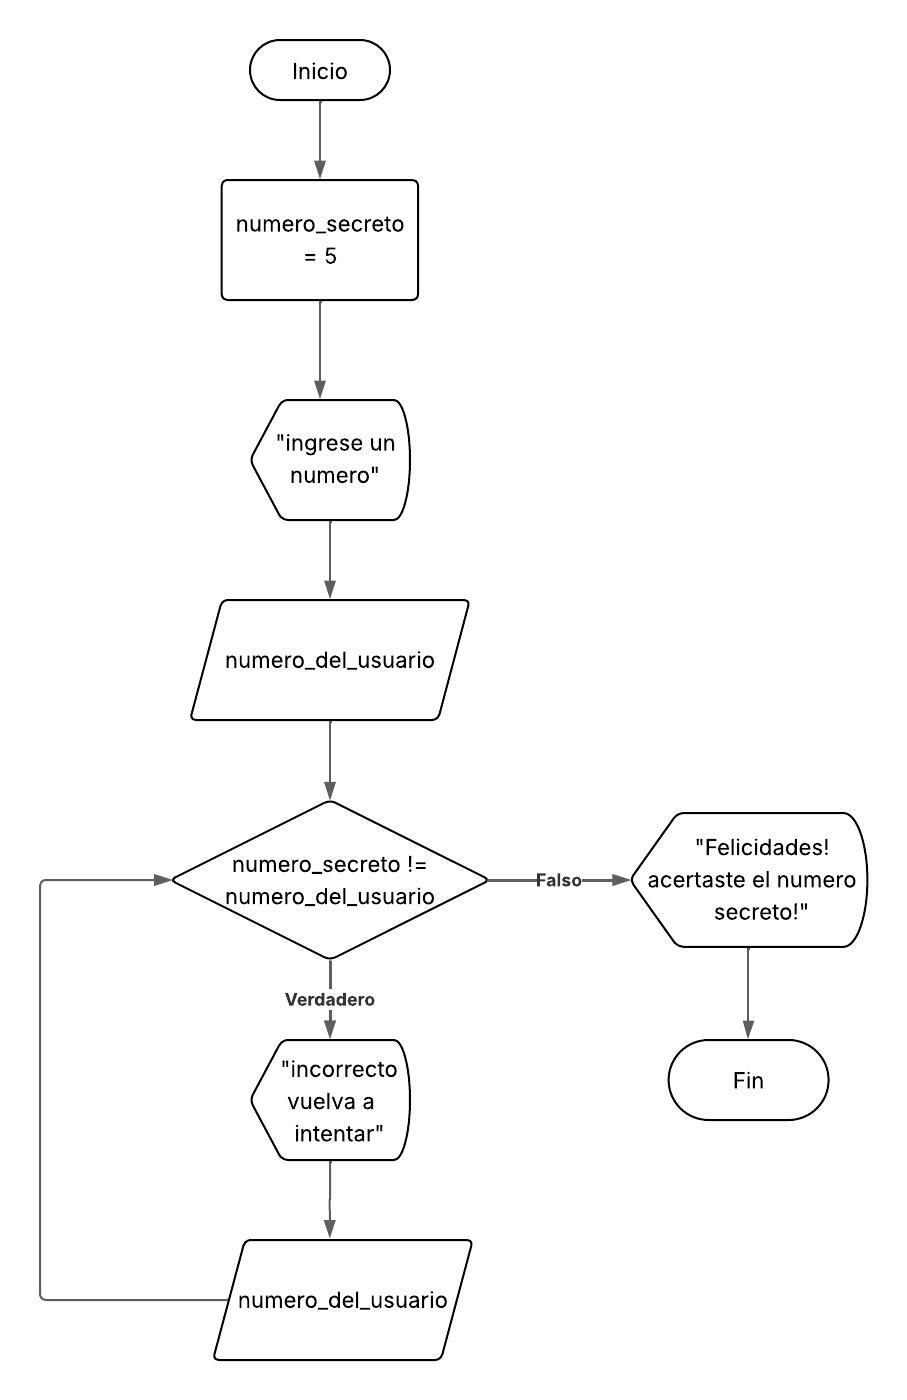 Inicio
numero_secreto
= 5
"ingrese un
numero"
numero_del_usuario
numero_secreto !=
numero_del_usuario
Falso
"Felicidades!
acertaste el numero
secreto!"
Verdadero
"incorrecto
vuelva a
intentar"
Fin
numero_del_usuario